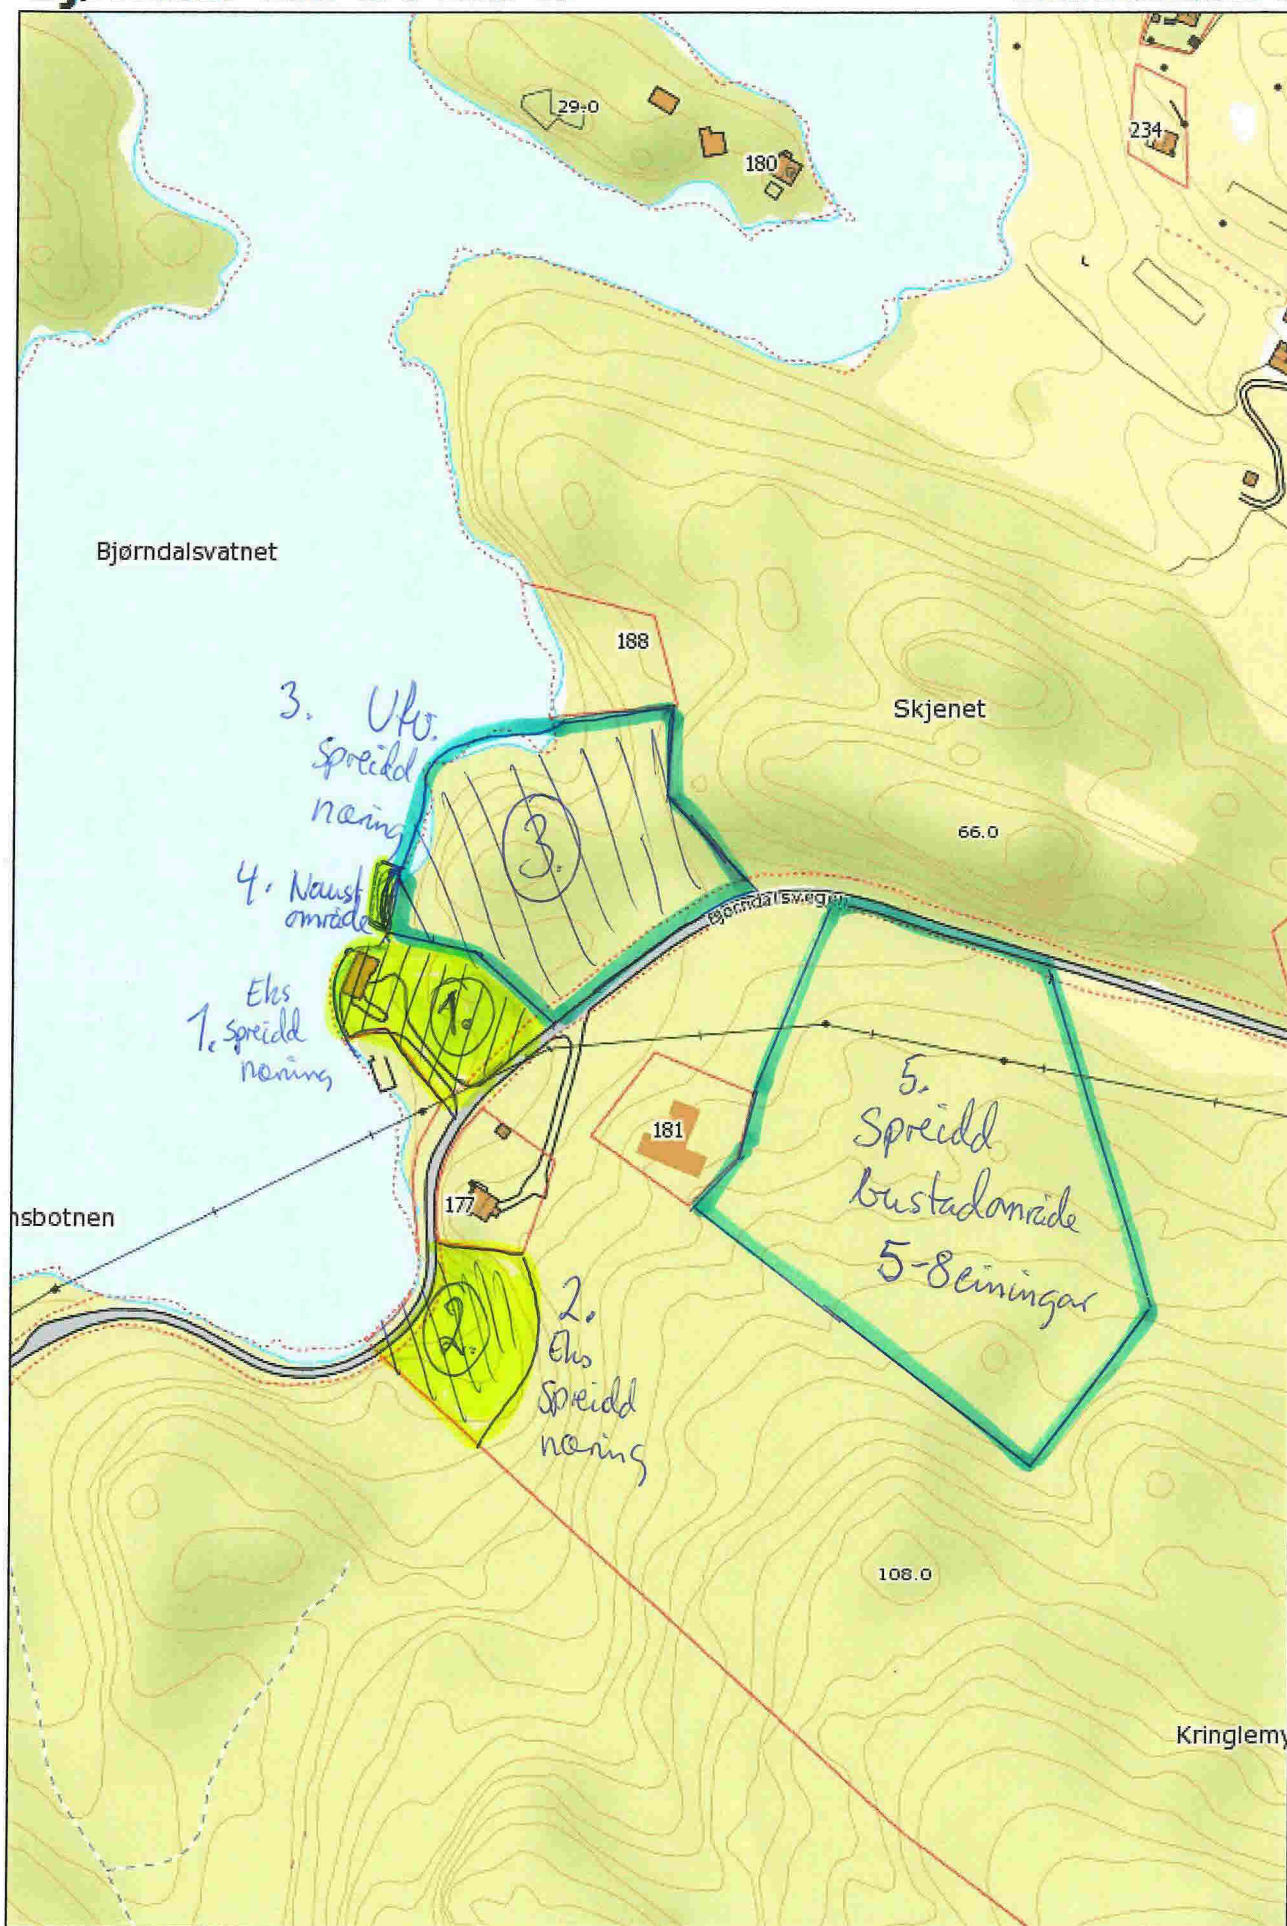 29.0
180
234
L
Bjørndalsvatnet
188
Skjenet
3. Utv.
Spreidd
næring
3.
66.0
4. Naust
område
Bjørndalsvegen
Eks
1. Spreidd
næring
1.
5.
Spreidd
bustadområde
5-8 einingar
181
177
nsbotnen
2.
2.
Eks
Spreidd
næring
108.0
Kringlemy